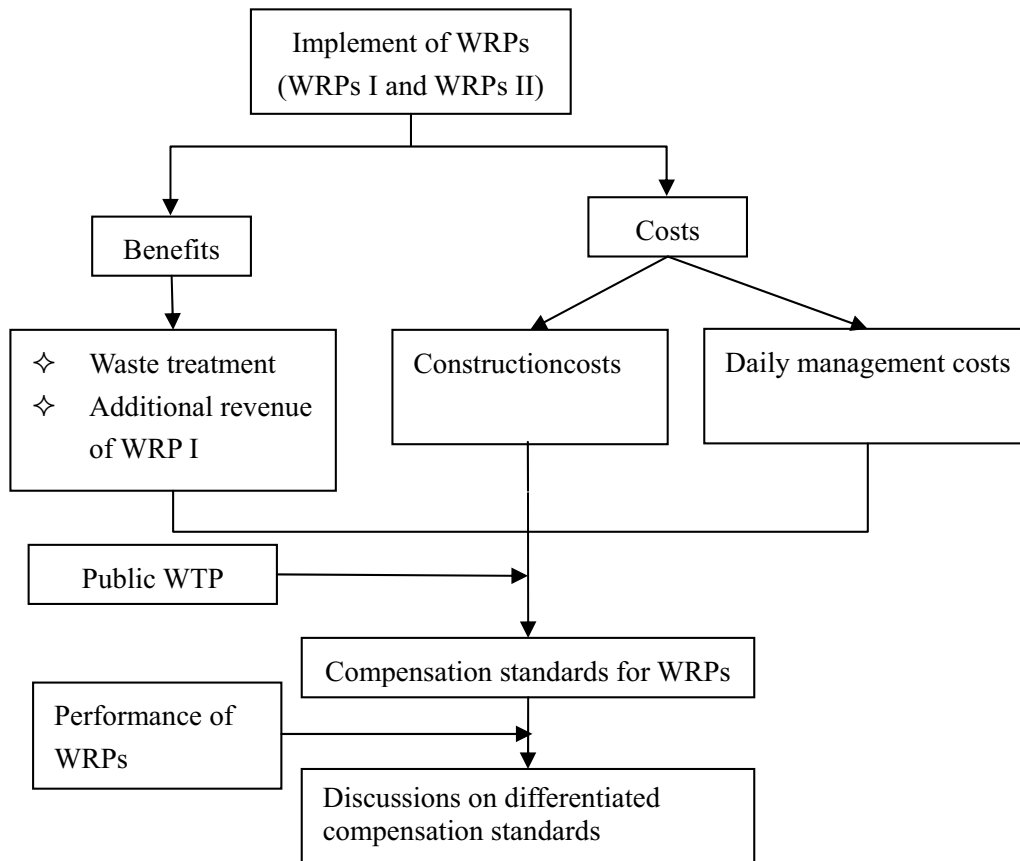 Implement of WRPs
(WRPs I and WRPs II)
Benefits
Costs
Waste treatment
Additional revenue
of WRP I
Constructioncosts
Daily management costs
Public WTP
Compensation standards for WRPs
Performance of
WRPs
Discussions on differentiated
compensation standards